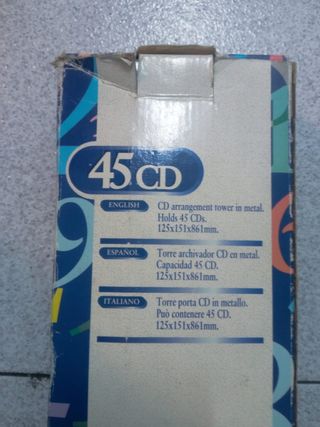 45 CD
ENGLISH
CD arrangement tower in metal.
Holds 45 CDs.
125x151x861mm.
ESPAÑOL
Torre archivador CD en metal.
Capacidad 45 CD.
125x151x861mm.
ITALIANO
Torre porta CD in metallo.
Può contenere 45 CD.
125x151x861mm.